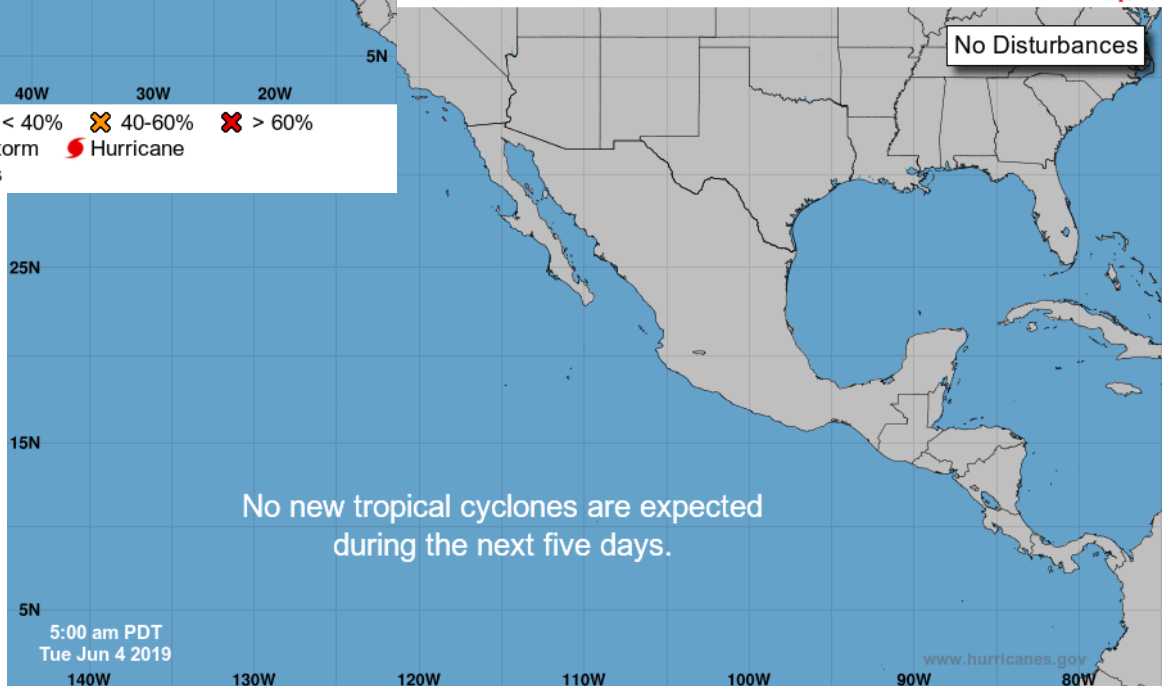 No Disturbances
5N
40W 30W 20W
< 40% 40-60% > 60%
orm Hurricane
25N
15N
No new tropical cyclones are expected
during the next five days.
5N
5:00 am PDT
Tue Jun 4 2019
www.hurricanes.gov
140W 130W 120W 110W 100W 90W 80W